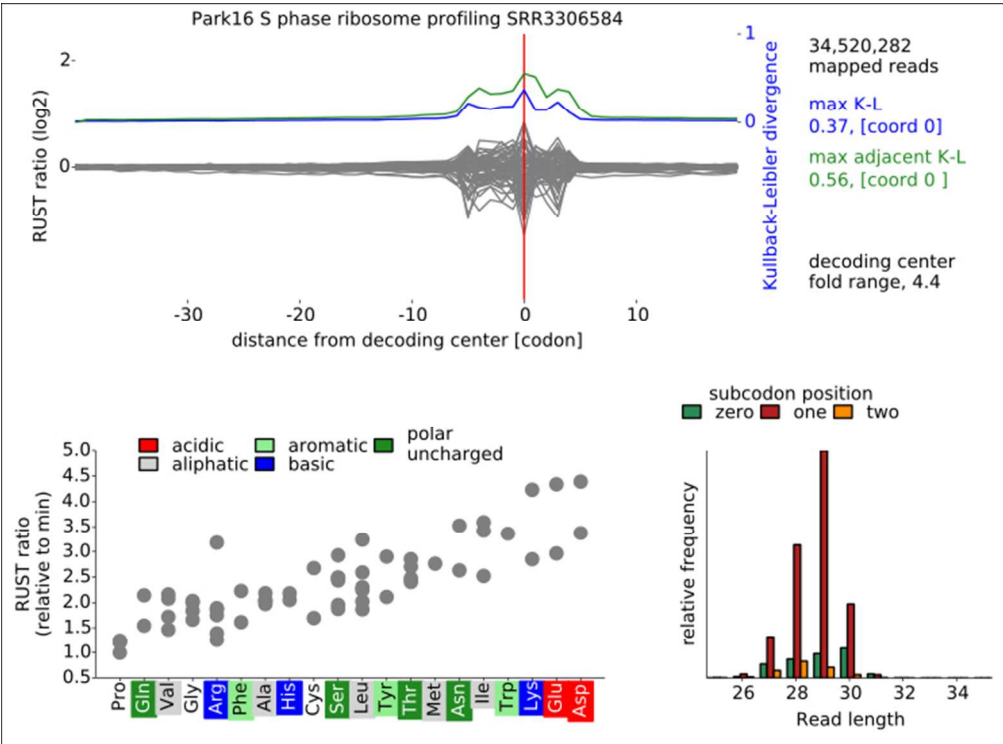 Park16 S phase ribosome profiling SRR3306584
RUST ratio (log2)
2
0
-30
-20
-10
0
10
distance from decoding center [codon]
1
0
Kullback-Leibler divergence
34,520,282
mapped reads
max K-L
0.37, [coord 0]
max adjacent K-L
0.56, [coord 0 ]
decoding center
fold range, 4.4
acidic
aliphatic
aromatic
basic
polar
uncharged
RUST ratio
(relative to min)
5.0
4.5
4.0
3.5
3.0
2.5
2.0
1.5
1.0
0.5
Pro
Gln
Val
Gly
Arg
Phe
Ala
His
Cys
Ser
Leu
Tyr
Thr
Met
Asn
Ile
Trp
Lys
Glu
Asp
subcodon position
zero
one
two
relative frequency
26
28
30
32
34
Read length